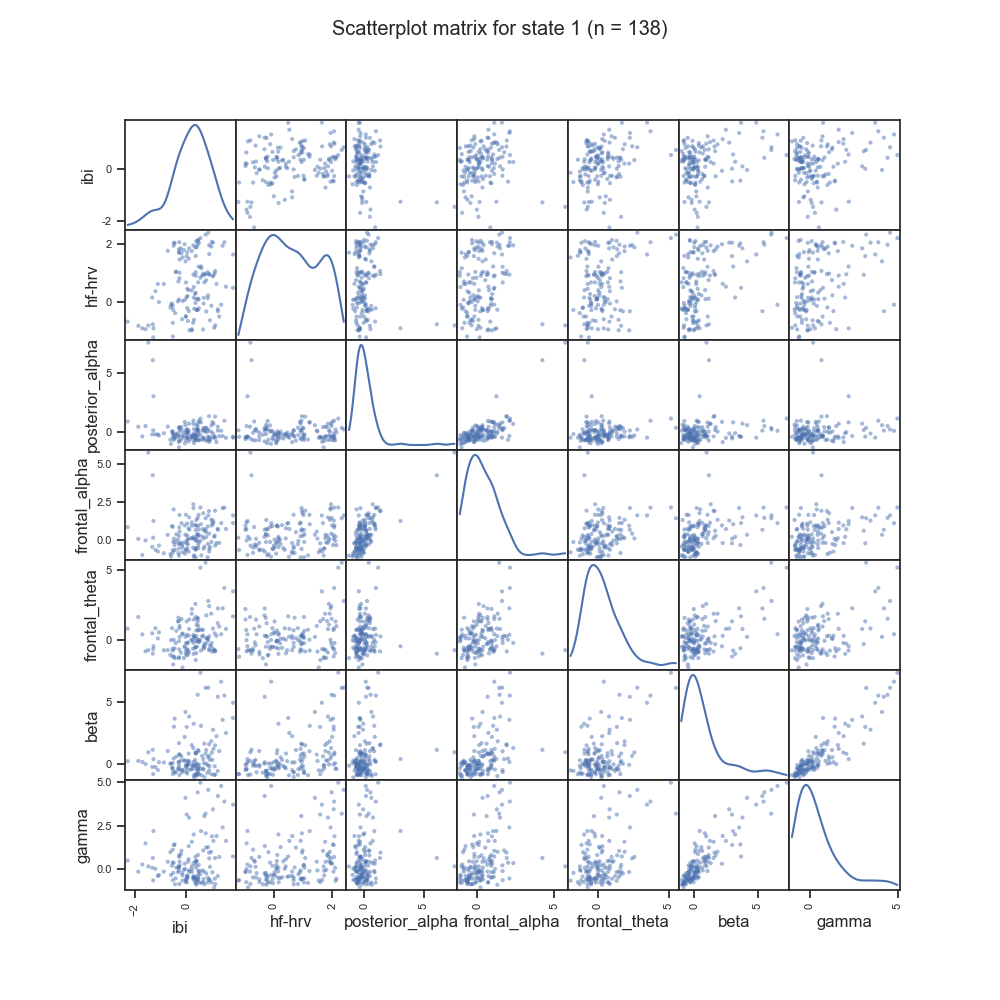 Scatterplot matrix for state 1 (n = 138)
ibi
0
-2
hf-hrv
2
0
posterior_alpha
5
0
frontal_alpha
5.0
2.5
0.0
frontal_theta
5
0
beta
5
0
gamma
5.0
2.5
0.0
−2 0 0 2 0 5 0 5 0 5 0 5 0 5
ibi hf-hrv posterior_alpha frontal_alpha frontal_theta beta gamma